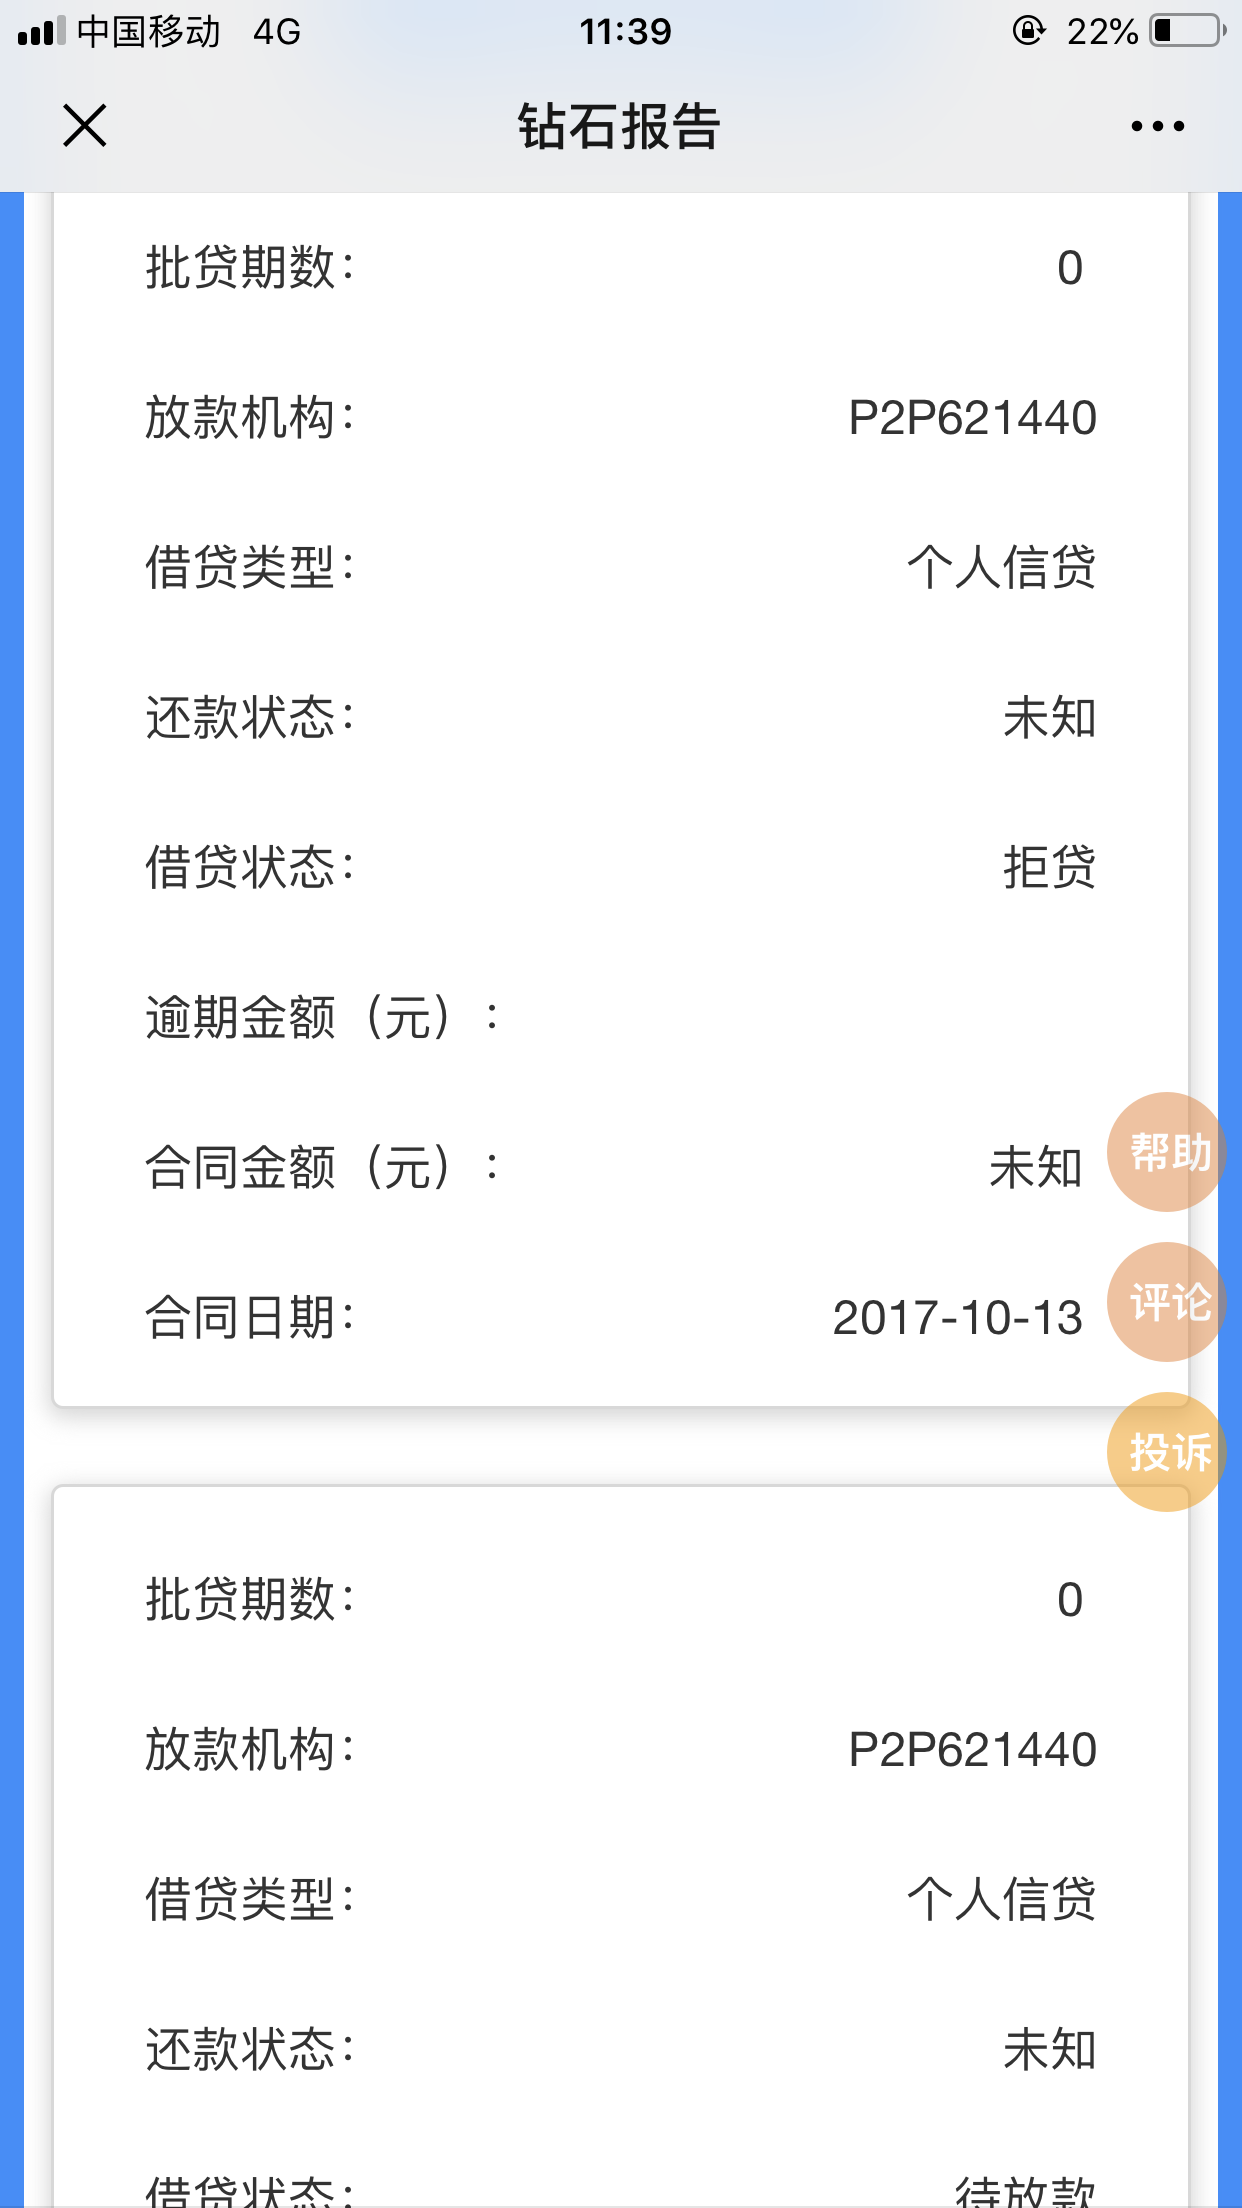 中国移动 4G 11:39 22%
钻石报告
批贷期数： 0
放款机构： P2P621440
借贷类型： 个人信贷
还款状态： 未知
借贷状态： 拒贷
逾期金额（元）：
合同金额（元）： 未知
帮助
合同日期： 2017-10-13
评论
投诉
批贷期数： 0
放款机构： P2P621440
借贷类型： 个人信贷
还款状态： 未知
借贷状态： 待放款